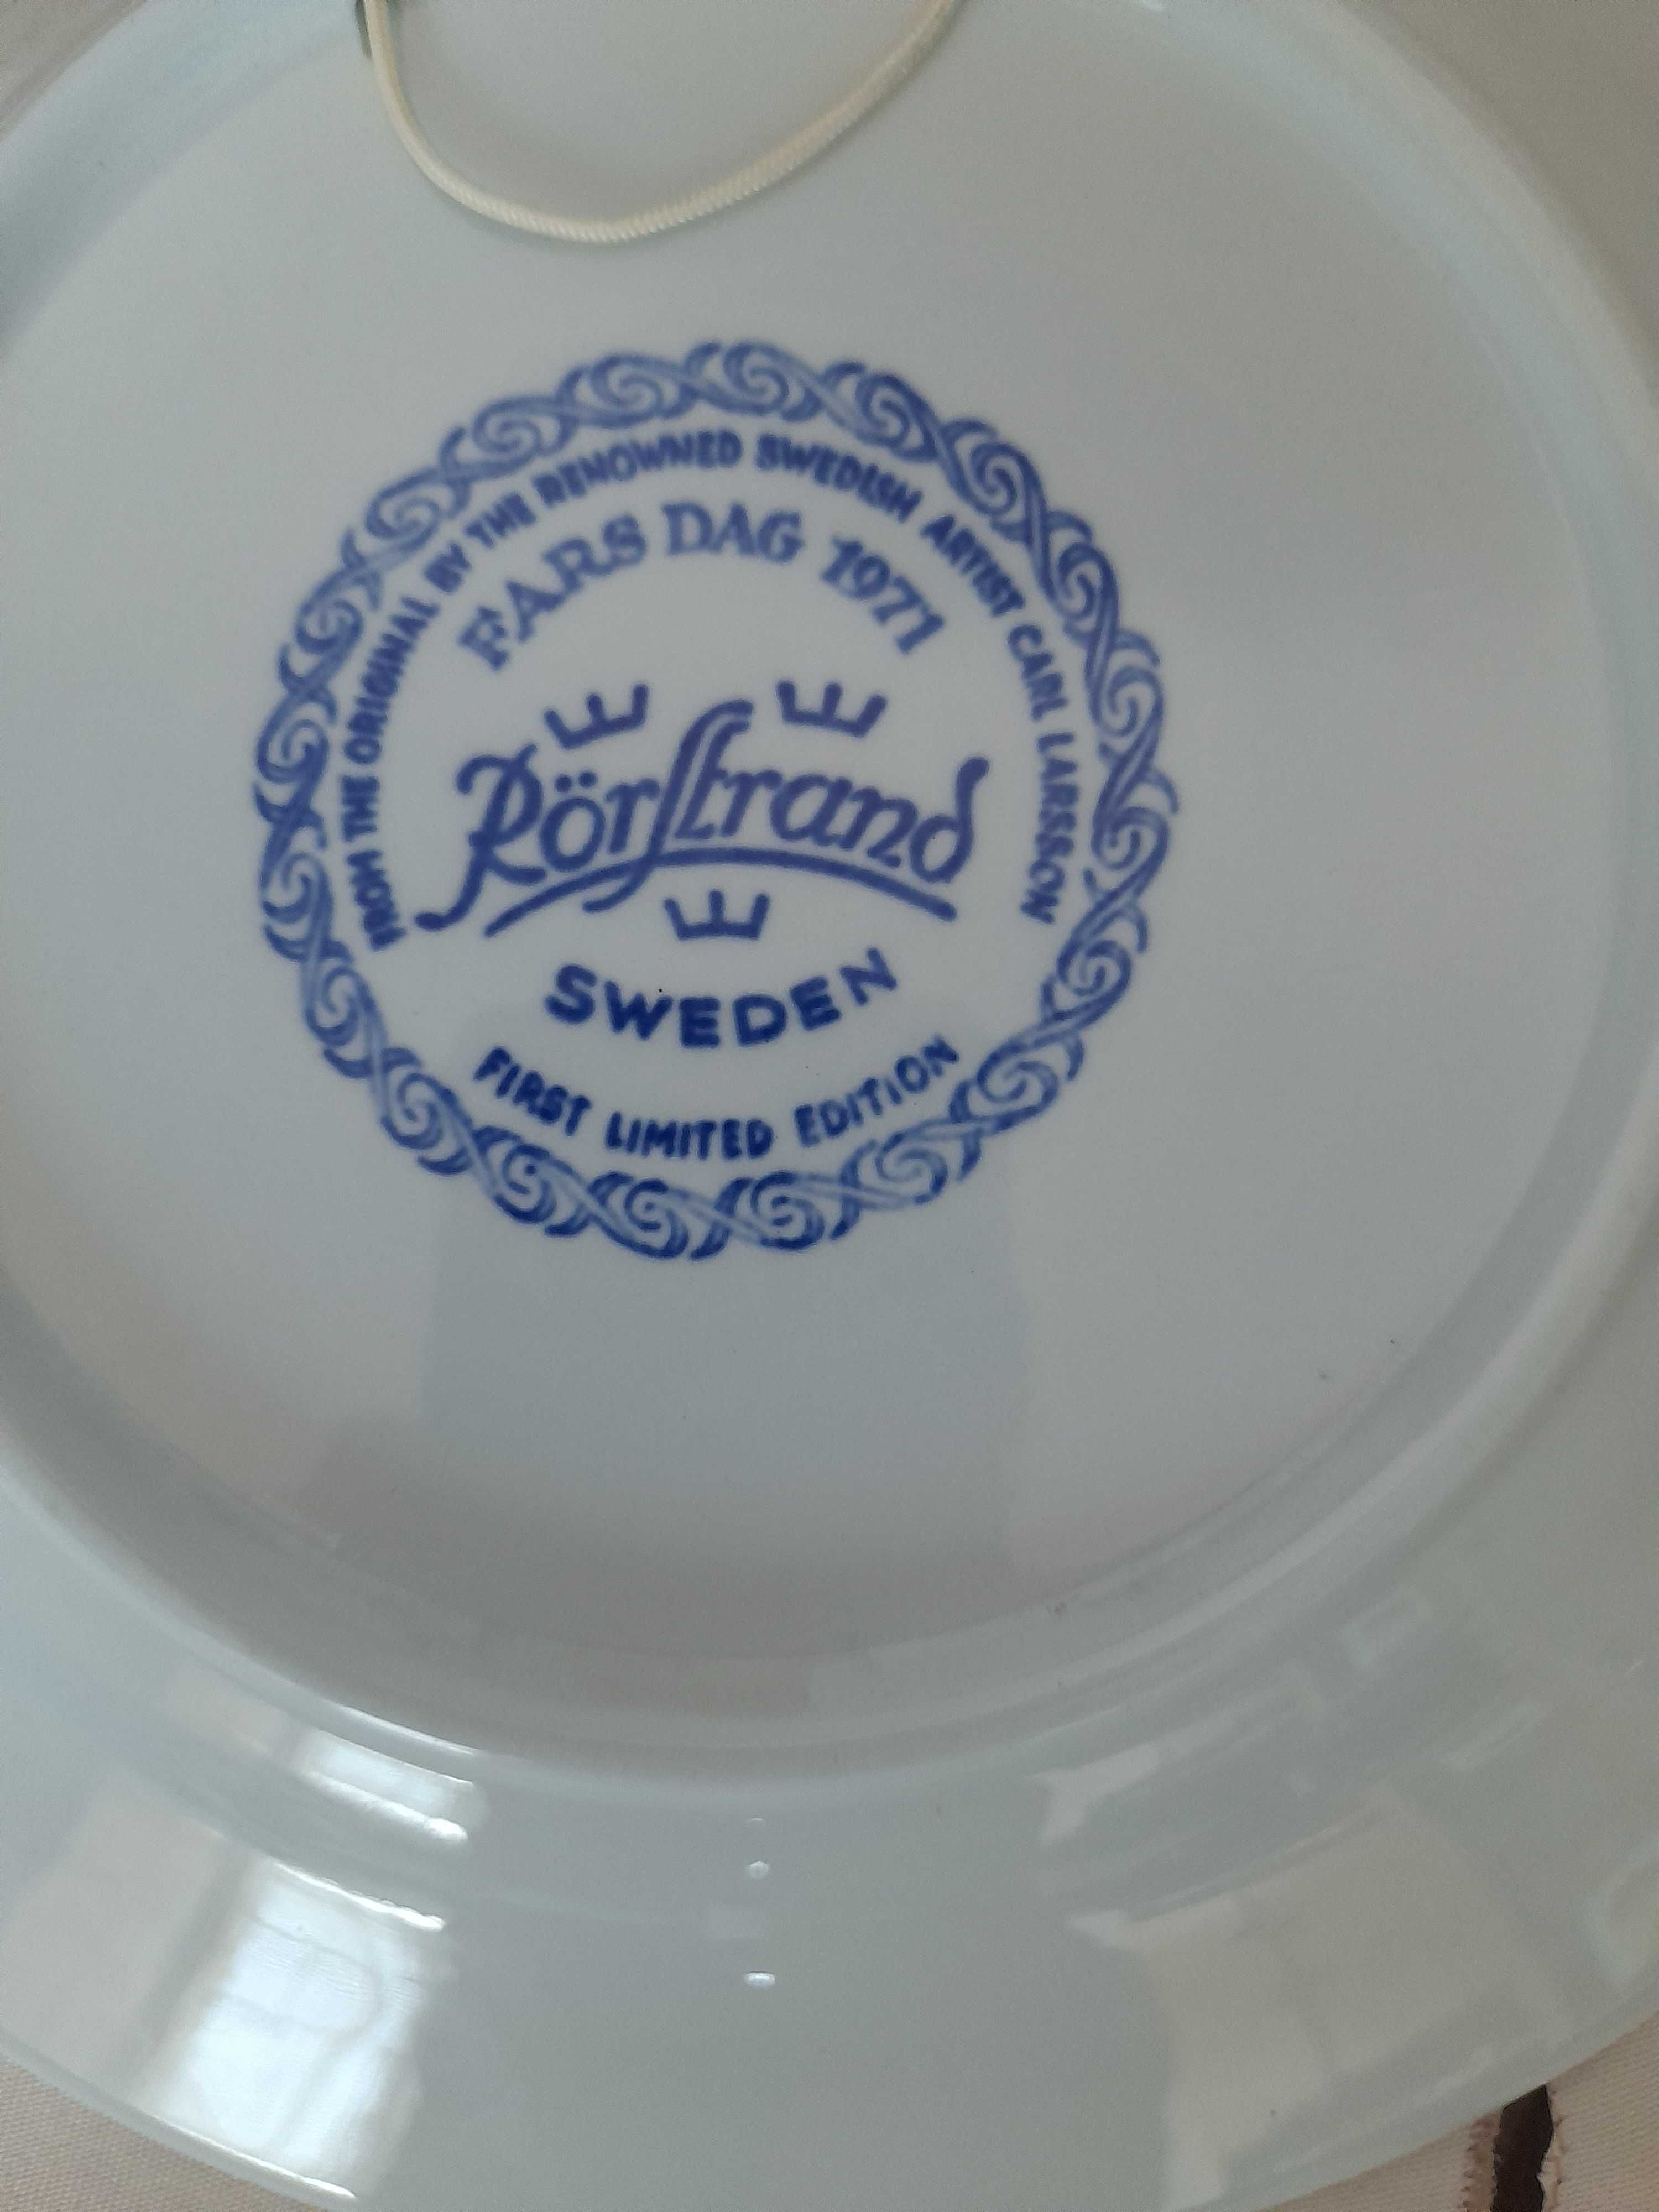 FROM THE ORIGINAL BY THE RENOWNED SWEDISH ARTIST CARL LARSSON
FARS DAG 1971
Rörstrand
SWEDEN
FIRST LIMITED EDITION